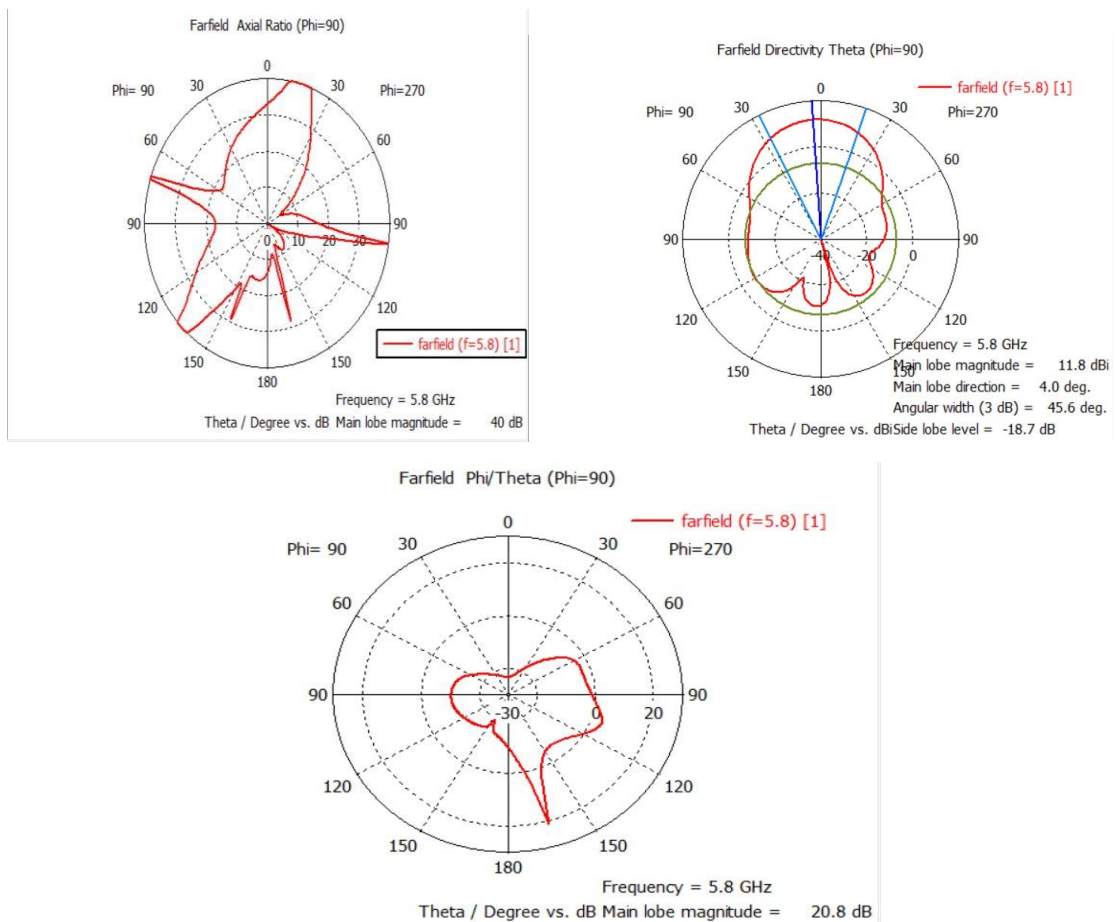 Farfield Axial Ratio (Phi=90)
0
30 30
Phi= 90 Phi=270
60 60
90 90
0 10 20 30
120 120
150 150
180
farfield (f=5.8) [1]
Frequency = 5.8 GHz
Theta / Degree vs. dB Main lobe magnitude = 40 dB
Farfield Directivity Theta (Phi=90)
farfield (f=5.8) [1]
0
30 30
Phi= 90 Phi=270
60 60
90 90
-40 -20 0
120 120
150 150
180
Frequency = 5.8 GHz
Main lobe magnitude = 11.8 dBi
Main lobe direction = 4.0 deg.
Angular width (3 dB) = 45.6 deg.
Theta / Degree vs. dBi Side lobe level = -18.7 dB
Farfield Phi/Theta (Phi=90)
farfield (f=5.8) [1]
0
30 30
Phi= 90 Phi=270
60 60
90 90
-30 0 20
120 120
150 150
180
Frequency = 5.8 GHz
Theta / Degree vs. dB Main lobe magnitude = 20.8 dB